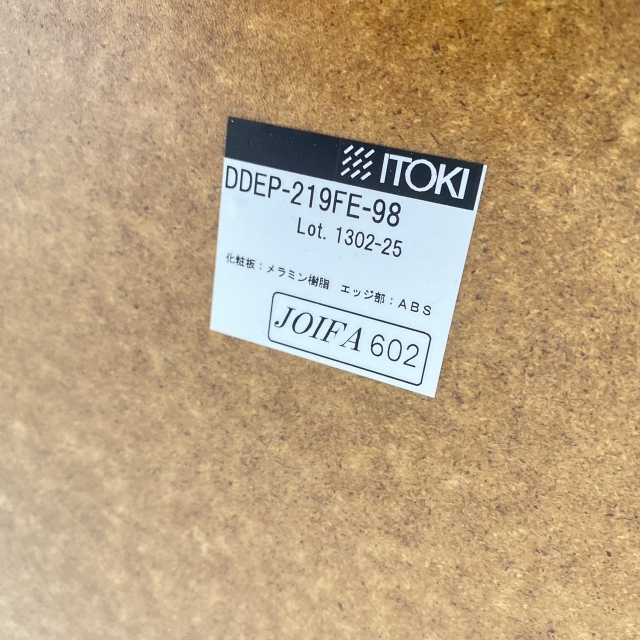 ITOKI
DDEP-219FE-98
Lot. 1302-25
化粧板：メラミン樹脂　エッジ部：ABS
JOIFA 602